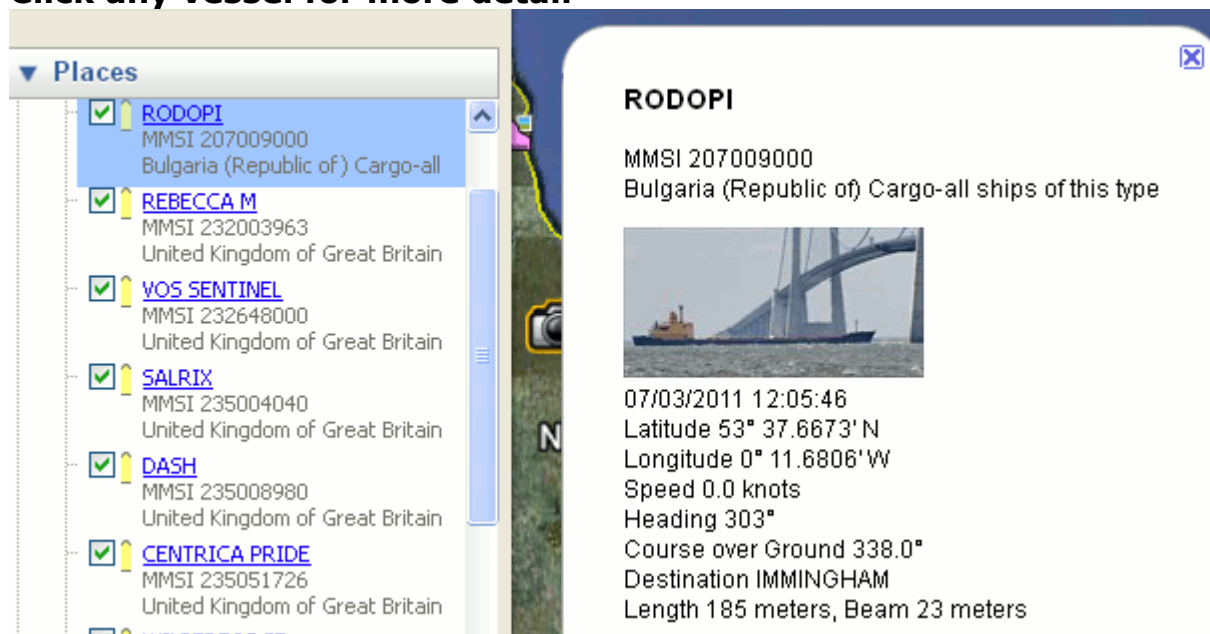 Click any vessel for more detail
Places
RODOPI
MMSI 207009000
Bulgaria (Republic of) Cargo-all
REBECCA M
MMSI 232003963
United Kingdom of Great Britain
VOS SENTINEL
MMSI 232648000
United Kingdom of Great Britain
SALRIX
MMSI 235004040
United Kingdom of Great Britain
DASH
MMSI 235008980
United Kingdom of Great Britain
CENTRICA PRIDE
MMSI 235051726
United Kingdom of Great Britain
N
RODOPI
MMSI 207009000
Bulgaria (Republic of) Cargo-all ships of this type
07/03/2011 12:05:46
Latitude 53° 37.6673' N
Longitude 0° 11.6806' W
Speed 0.0 knots
Heading 303°
Course over Ground 338.0°
Destination IMMINGHAM
Length 185 meters, Beam 23 meters